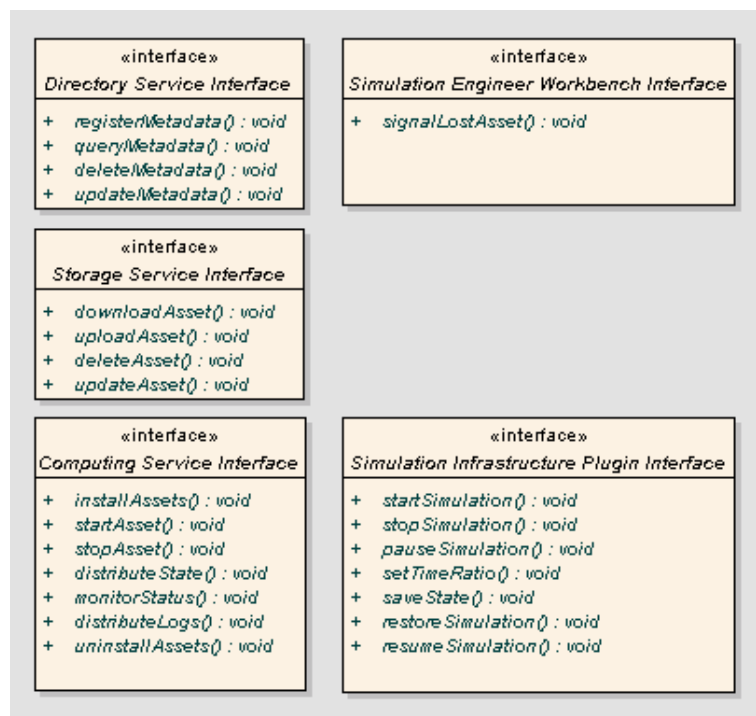 «interface»
Directory Service Interface
+ registerMetadata() : void
+ queryMetadata() : void
+ deleteMetadata() : void
+ updateMetadata() : void
«interface»
Simulation Engineer Workbench Interface
+ signalLostAsset() : void
«interface»
Storage Service Interface
+ downloadAsset() : void
+ uploadAsset() : void
+ deleteAsset() : void
+ updateAsset() : void
«interface»
Computing Service Interface
+ installAssets() : void
+ startAsset() : void
+ stopAsset() : void
+ distributeState() : void
+ monitorStatus() : void
+ distributeLogs() : void
+ uninstallAssets() : void
«interface»
Simulation Infrastructure Plugin Interface
+ startSimulation() : void
+ stopSimulation() : void
+ pauseSimulation() : void
+ setTimeRatio() : void
+ saveState() : void
+ restoreSimulation() : void
+ resumeSimulation() : void